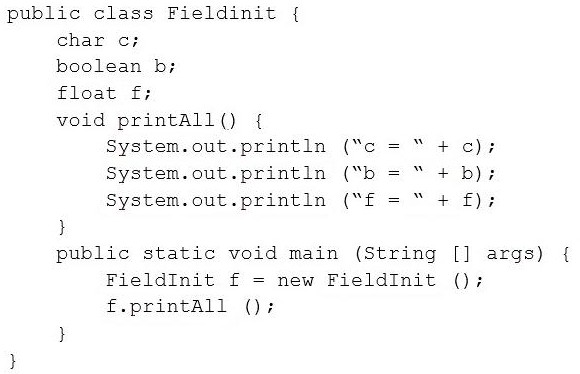 public class Fieldinit {
    char c;
    boolean b;
    float f;
    void printAll() {
        System.out.println (“c = “ + c);
        System.out.println (“b = “ + b);
        System.out.println (“f = “ + f);
    }
    public static void main (String [] args) {
        FieldInit f = new FieldInit ();
        f.printAll ();
    }
}